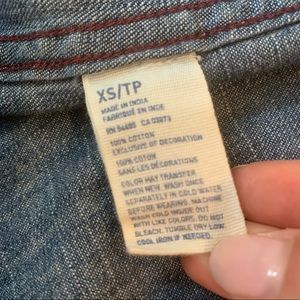 XS/TP
MADE IN INDIA
FABRIQUÉ EN INDE
RN 54485 CA 03973
100% COTTON
EXCLUSIVE OF DECORATION
100% COTON
SANS LES DÉCORATIONS
COLOR MAY TRANSFER
WHEN NEW. WASH ONCE
SEPARATELY IN COLD WATER
BEFORE WEARING. MACHINE
WASH COLD INSIDE OUT
WITH LIKE COLORS. DO NOT
BLEACH. TUMBLE DRY LOW.
COOL IRON IF NEEDED.